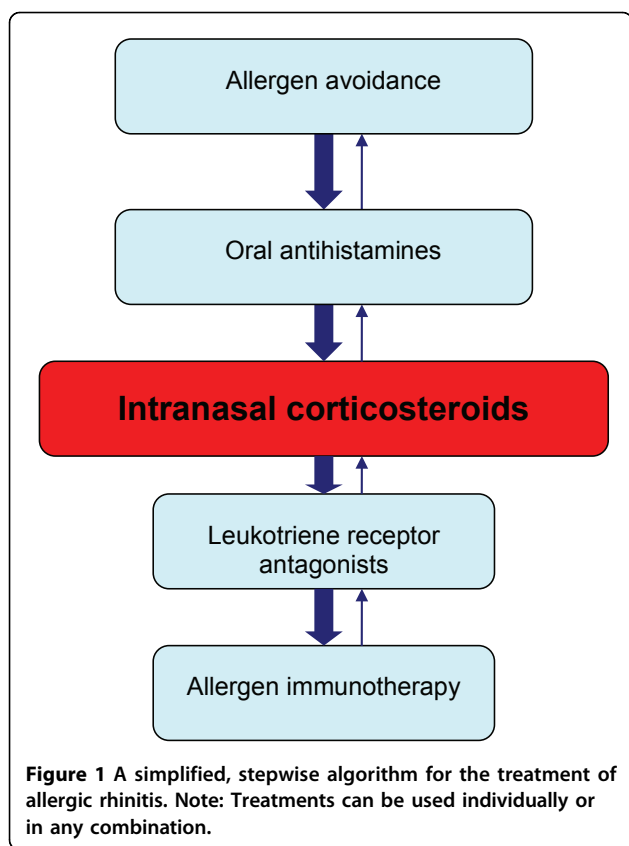 Allergen avoidance
Oral antihistamines
Intranasal corticosteroids
Leukotriene receptor
antagonists
Allergen immunotherapy
Figure 1 A simplified, stepwise algorithm for the treatment of
allergic rhinitis. Note: Treatments can be used individually or
in any combination.